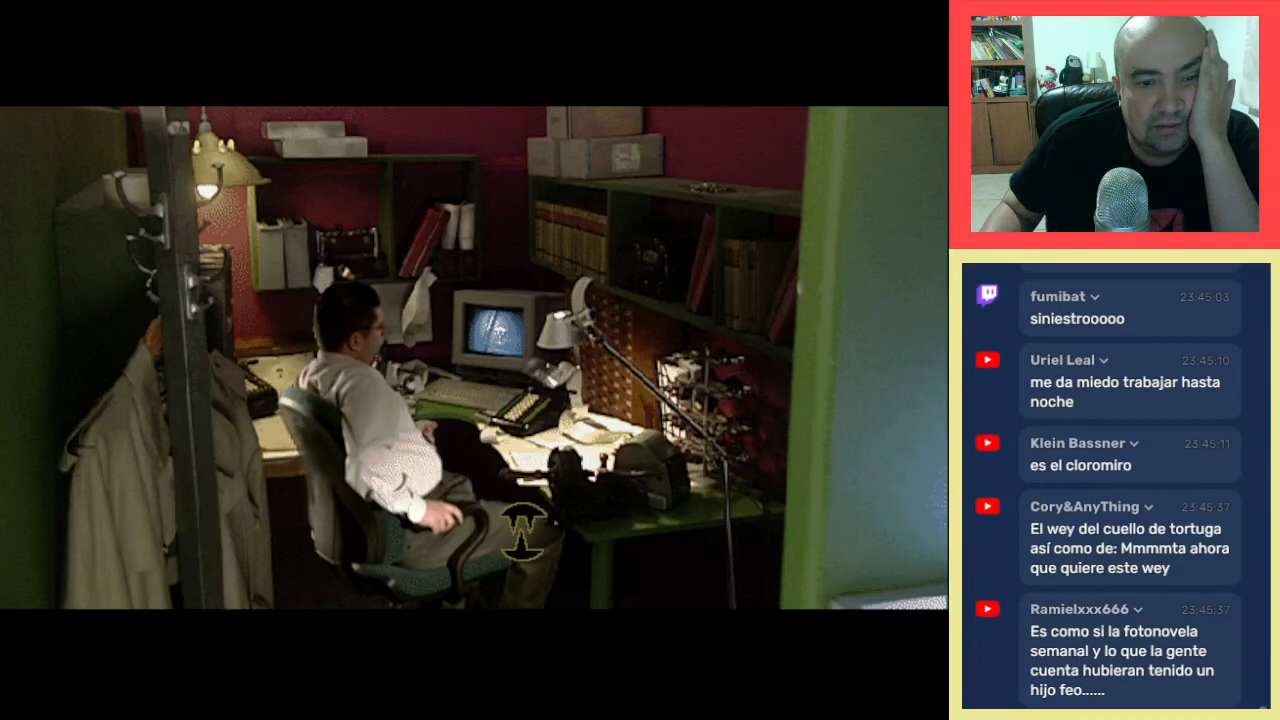 fumibat
23:45:03
siniestrooooo
Uriel Leal
23:45:10
me da miedo trabajar hasta
noche
Klein Bassner
23:45:11
es el cloromiro
Cory&AnyThing
23:45:37
El wey del cuello de tortuga
así como de: Mmmmta ahora
que quiere este wey
Ramielxxx666
23:45:37
Es como si la fotonovela
semanal y lo que la gente
cuenta hubieran tenido un
hijo feo......